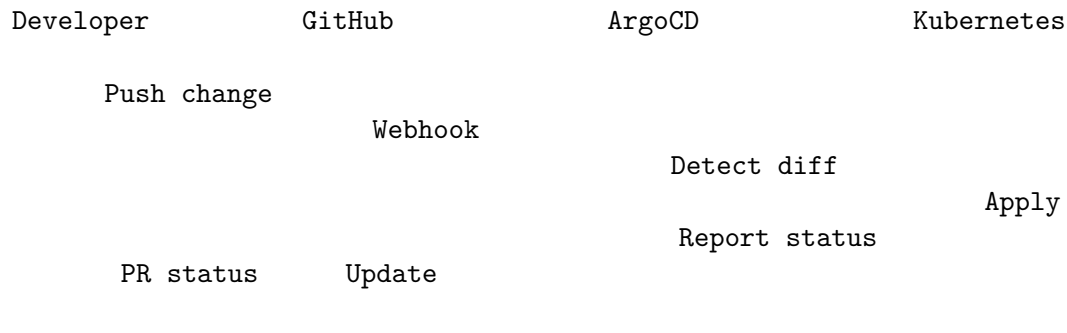 Developer GitHub ArgoCD Kubernetes
Push change
Webhook
Detect diff
Apply
Report status
PR status Update